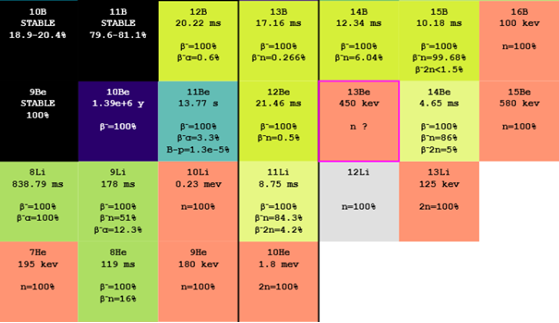 10B 11B 12B 13B 14B 15B 16B
STABLE STABLE 20.22 ms 17.16 ms 12.34 ms 10.18 ms 100 kev
18.9-20.4% 79.6-81.1%
β⁻=100% β⁻=100% β⁻=100% β⁻=100% n=100%
β⁻α=0.6% β⁻n=0.266% β⁻n=6.04% β⁻n=99.68%
β⁻2n<1.5%
9Be 10Be 11Be 12Be 13Be 14Be 15Be
STABLE 1.39e+6 y 13.77 s 21.46 ms 450 kev 4.65 ms 580 kev
100%
β⁻=100% β⁻=100% β⁻=100% n ? β⁻=100% n=100%
β⁻α=3.3% β⁻n=0.5% β⁻n=86%
B-p=1.3e-5% β⁻2n=5%
8Li 9Li 10Li 11Li 12Li 13Li
838.79 ms 178 ms 0.23 mev 8.75 ms 125 kev
β⁻=100% β⁻=100% n=100% β⁻=100% n=100% 2n=100%
β⁻α=100% β⁻n=51% β⁻n=84.3%
β⁻α=12.3% β⁻2n=4.2%
7He 8He 9He 10He
195 kev 119 ms 180 kev 1.8 mev
n=100% β⁻=100% n=100% 2n=100%
β⁻n=16%